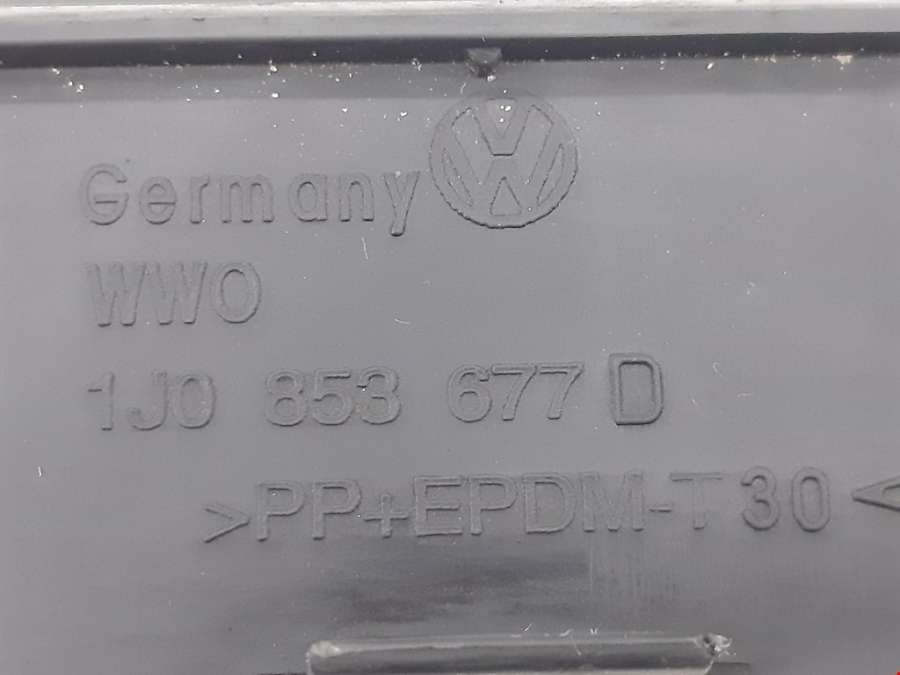 Germany
WWO
1J0 853 677 D
>PP+EPDM-T30<